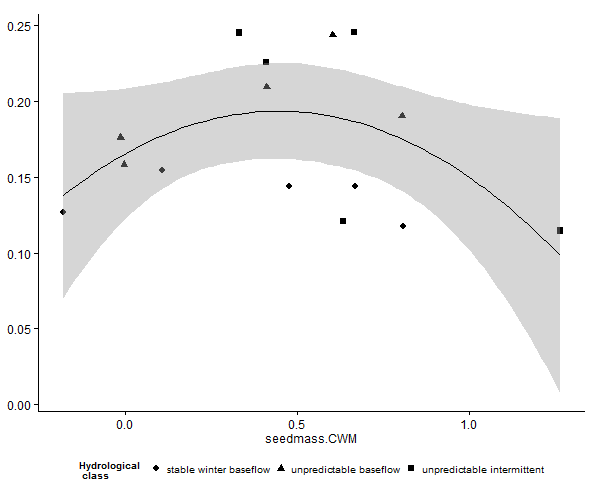 0.25
0.20
0.15
0.10
0.05
0.00
0.0 0.5 1.0
seedmass.CWM
Hydrological
class
stable winter baseflow unpredictable baseflow unpredictable intermittent